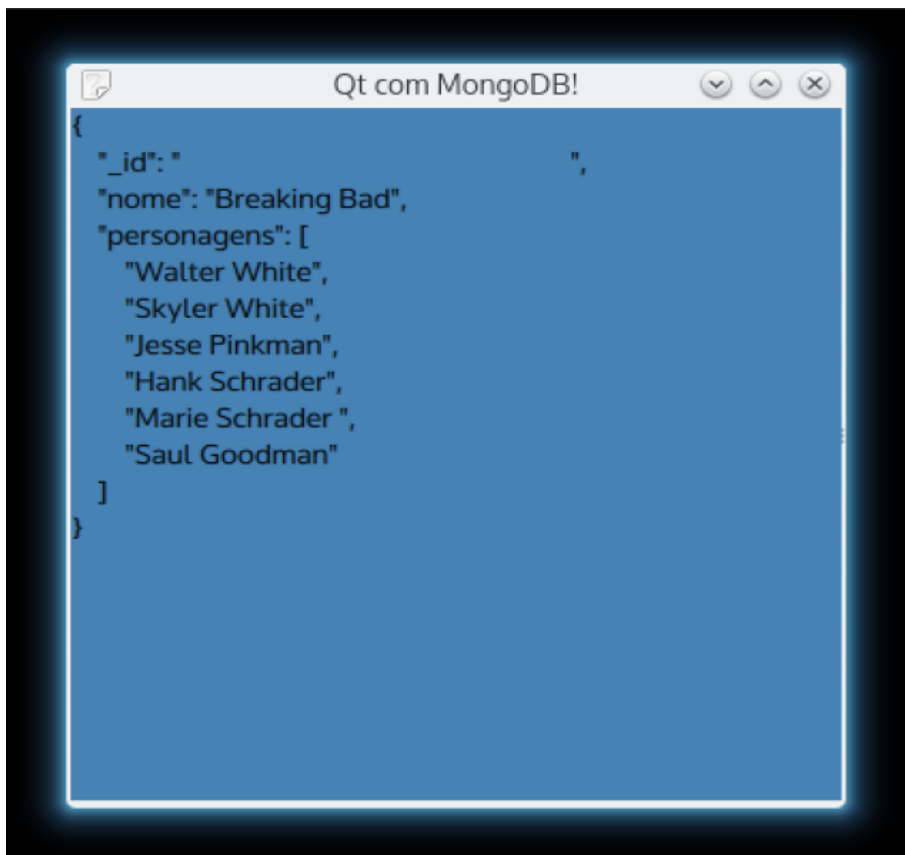 Qt com MongoDB!
{
"_id": "                ",
"nome": "Breaking Bad",
"personagens": [
"Walter White",
"Skyler White",
"Jesse Pinkman",
"Hank Schrader",
"Marie Schrader ",
"Saul Goodman"
]
}